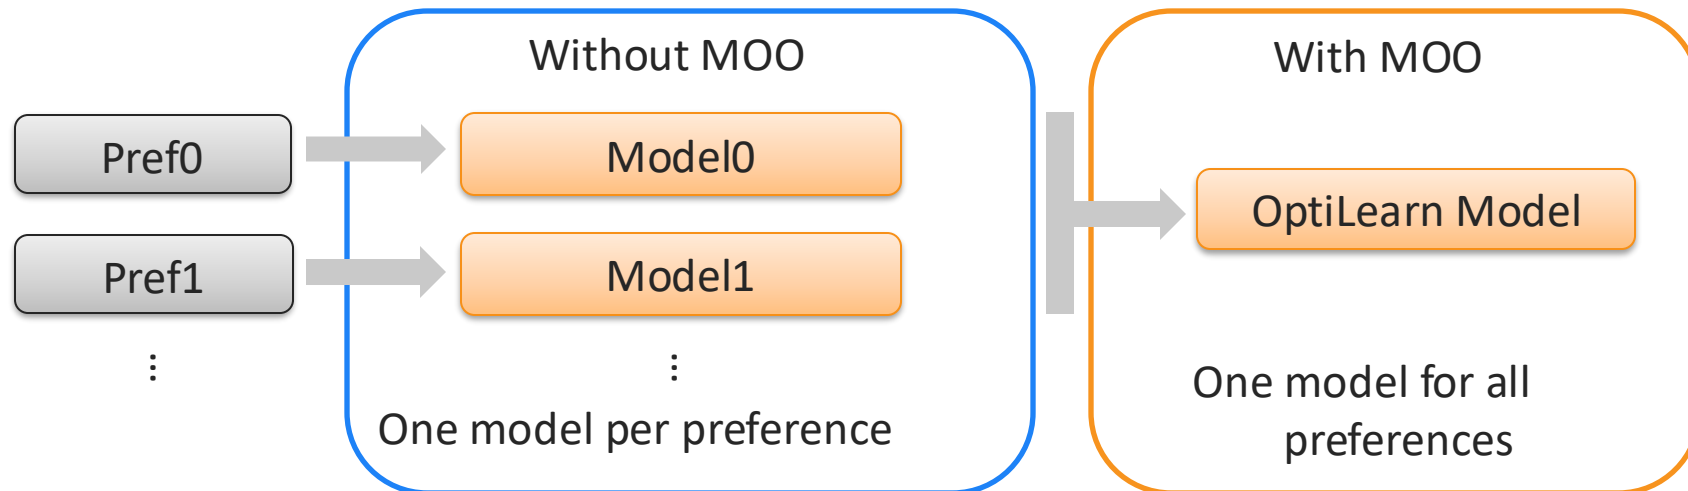 Without MOO
With MOO
Pref0
Model0
OptiLearn Model
Pref1
Model1
⋮
⋮
One model per preference
One model for all
preferences